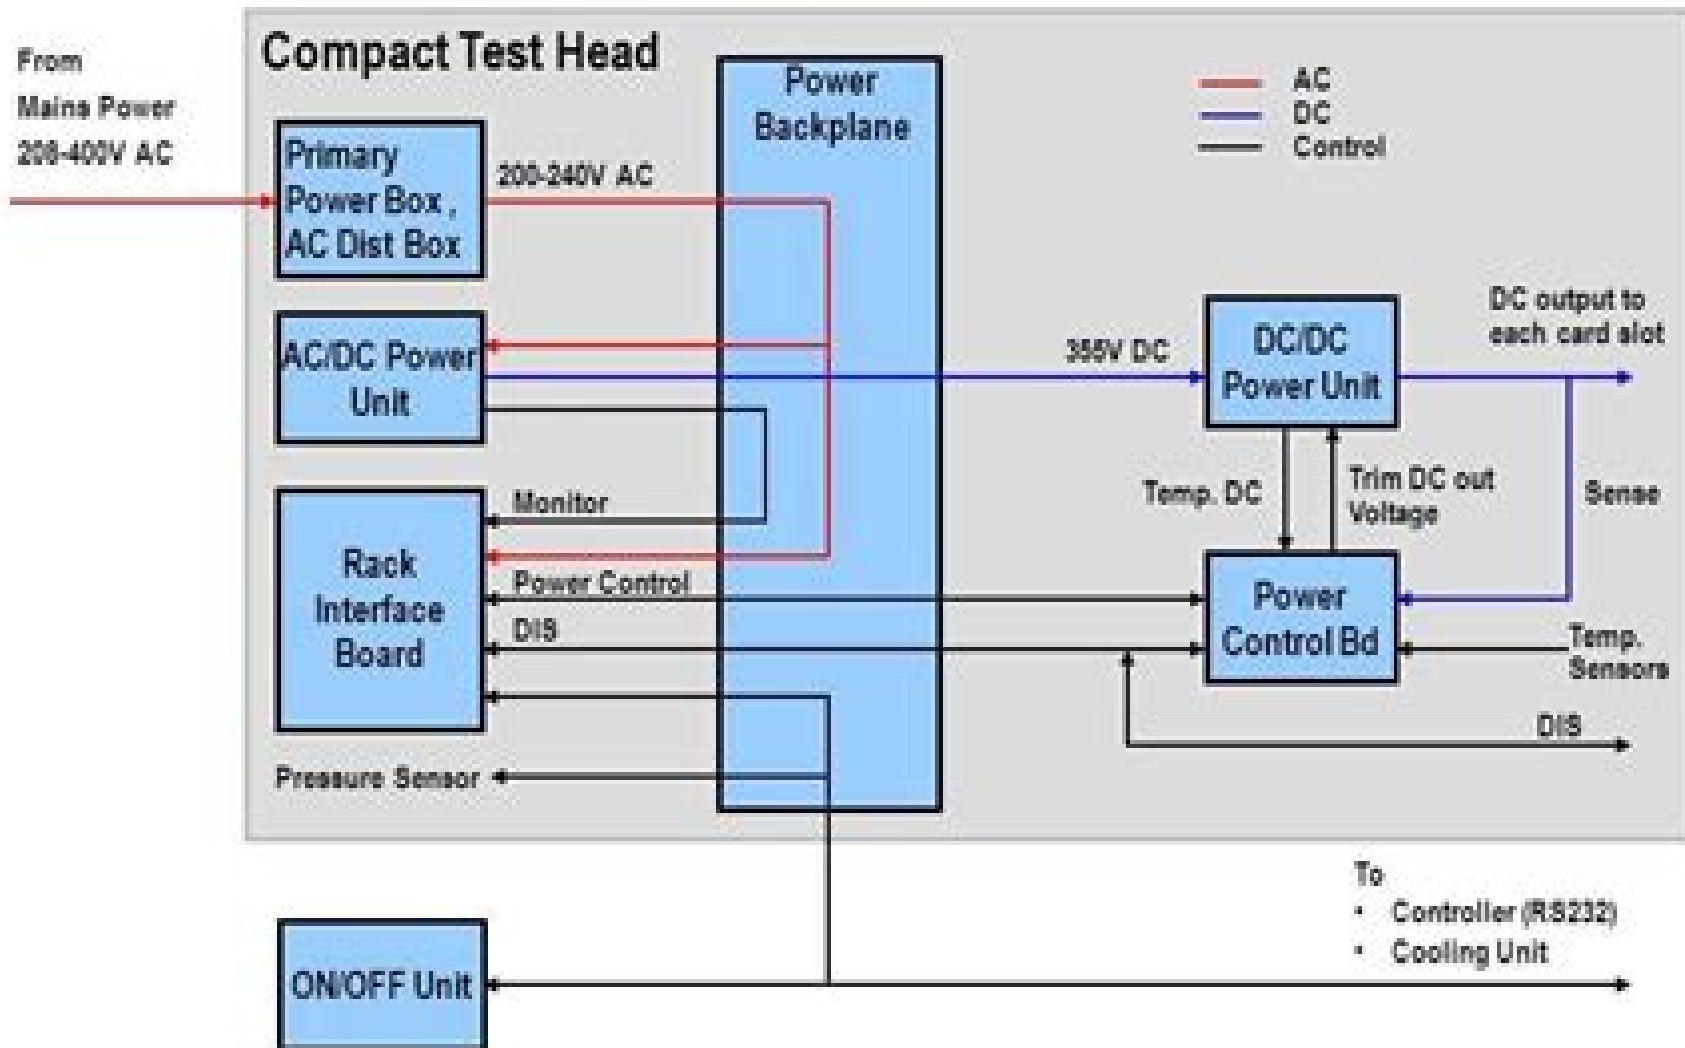 From
Mains Power
208-400V AC
Compact Test Head
Power
Backplane
AC
DC
Control
Primary
Power Box ,
AC Dist Box
200-240V AC
AC/DC Power
Unit
355V DC
DC/DC
Power Unit
DC output to
each card slot
Temp. DC
Trim DC out
Voltage
Sense
Monitor
Rack
Interface
Board
Power Control
DIS
Power
Control Bd
Temp.
Sensors
DIS
Pressure Sensor
To
• Controller (RS232)
• Cooling Unit
ON/OFF Unit